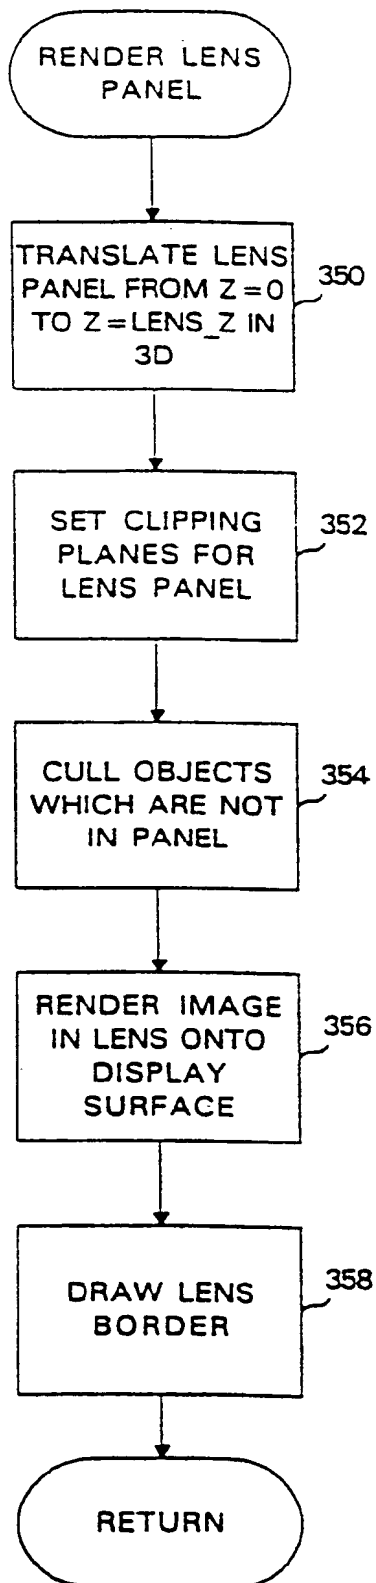 RENDER LENS
PANEL
TRANSLATE LENS
PANEL FROM Z=0
TO Z=LENS_Z IN
3D
350
SET CLIPPING
PLANES FOR
LENS PANEL
352
CULL OBJECTS
WHICH ARE NOT
IN PANEL
354
RENDER IMAGE
IN LENS ONTO
DISPLAY
SURFACE
356
DRAW LENS
BORDER
358
RETURN